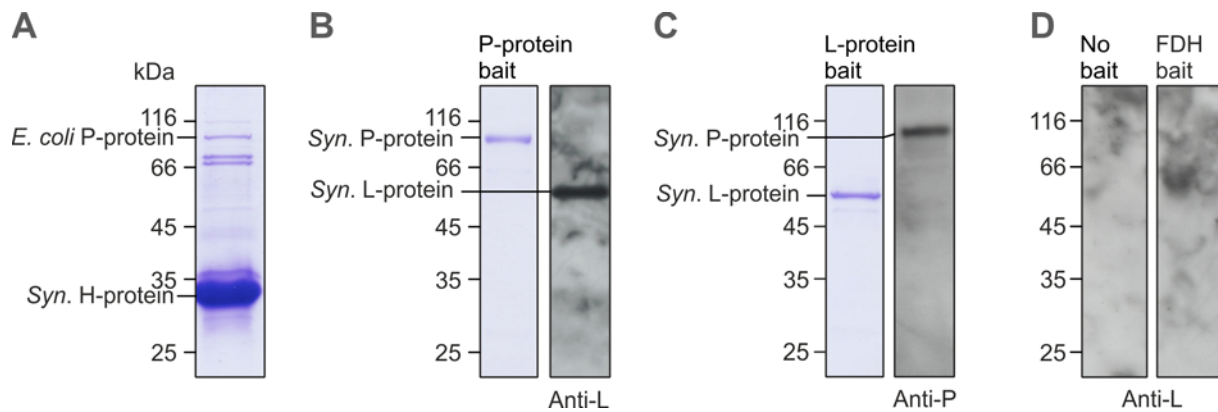 A
kDa
116
E. coli P-protein
66
45
35
Syn. H-protein
25
B
P-protein
bait
116
Syn. P-protein
66
Syn. L-protein
45
35
25
Anti-L
C
L-protein
bait
116
Syn. P-protein
66
Syn. L-protein
45
35
25
Anti-P
D
No
bait
FDH
bait
116
66
45
35
25
Anti-L